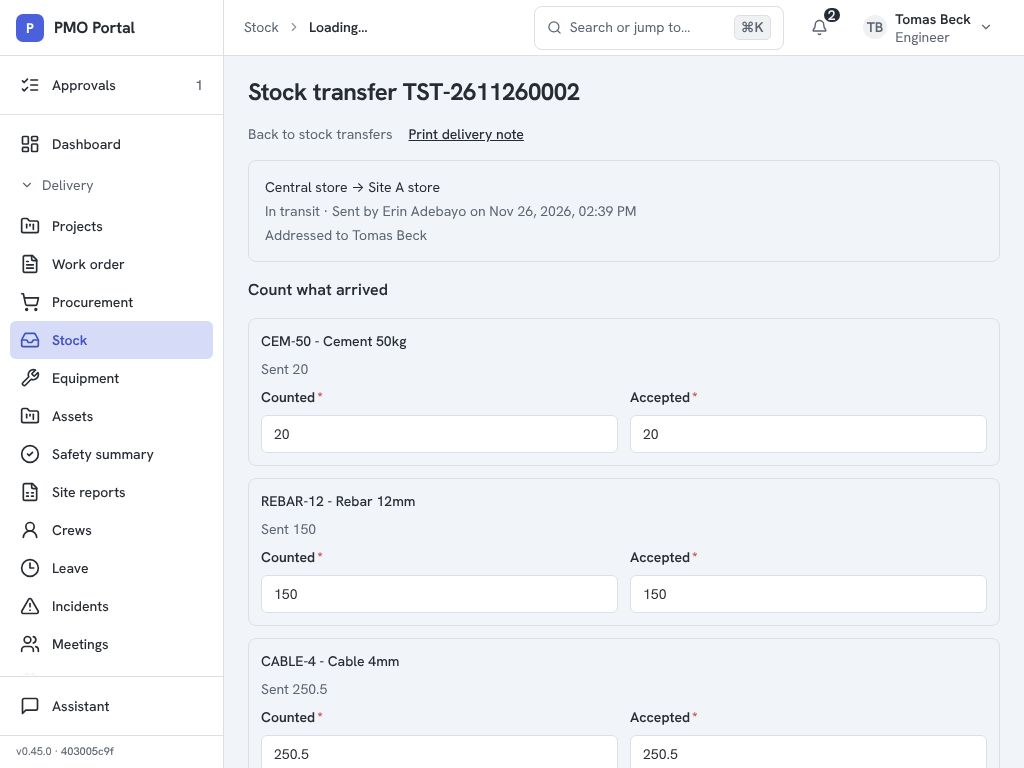 P PMO Portal
Stock > Loading...
Search or jump to... ⌘K
2
TB Tomas Beck
Engineer
Approvals 1
Dashboard
Delivery
Projects
Work order
Procurement
Stock
Equipment
Assets
Safety summary
Site reports
Crews
Leave
Incidents
Meetings
Assistant
v0.45.0 · 403005c9f
Stock transfer TST-2611260002
Back to stock transfers Print delivery note
Central store → Site A store
In transit · Sent by Erin Adebayo on Nov 26, 2026, 02:39 PM
Addressed to Tomas Beck
Count what arrived
CEM-50 - Cement 50kg
Sent 20
Counted * Accepted *
20 20
REBAR-12 - Rebar 12mm
Sent 150
Counted * Accepted *
150 150
CABLE-4 - Cable 4mm
Sent 250.5
Counted * Accepted *
250.5 250.5